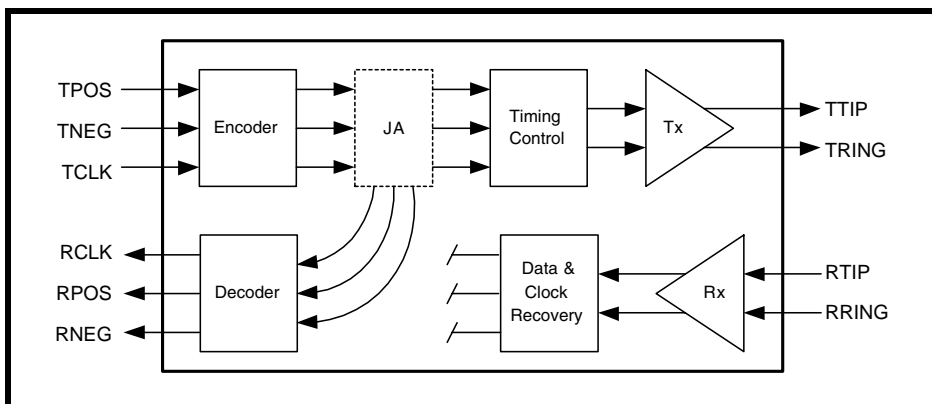 TPOS
TNEG
TCLK
Encoder
JA
Timing
Control
Tx
TTIP
TRING
RCLK
RPOS
RNEG
Decoder
Data &
Clock
Recovery
Rx
RTIP
RRING